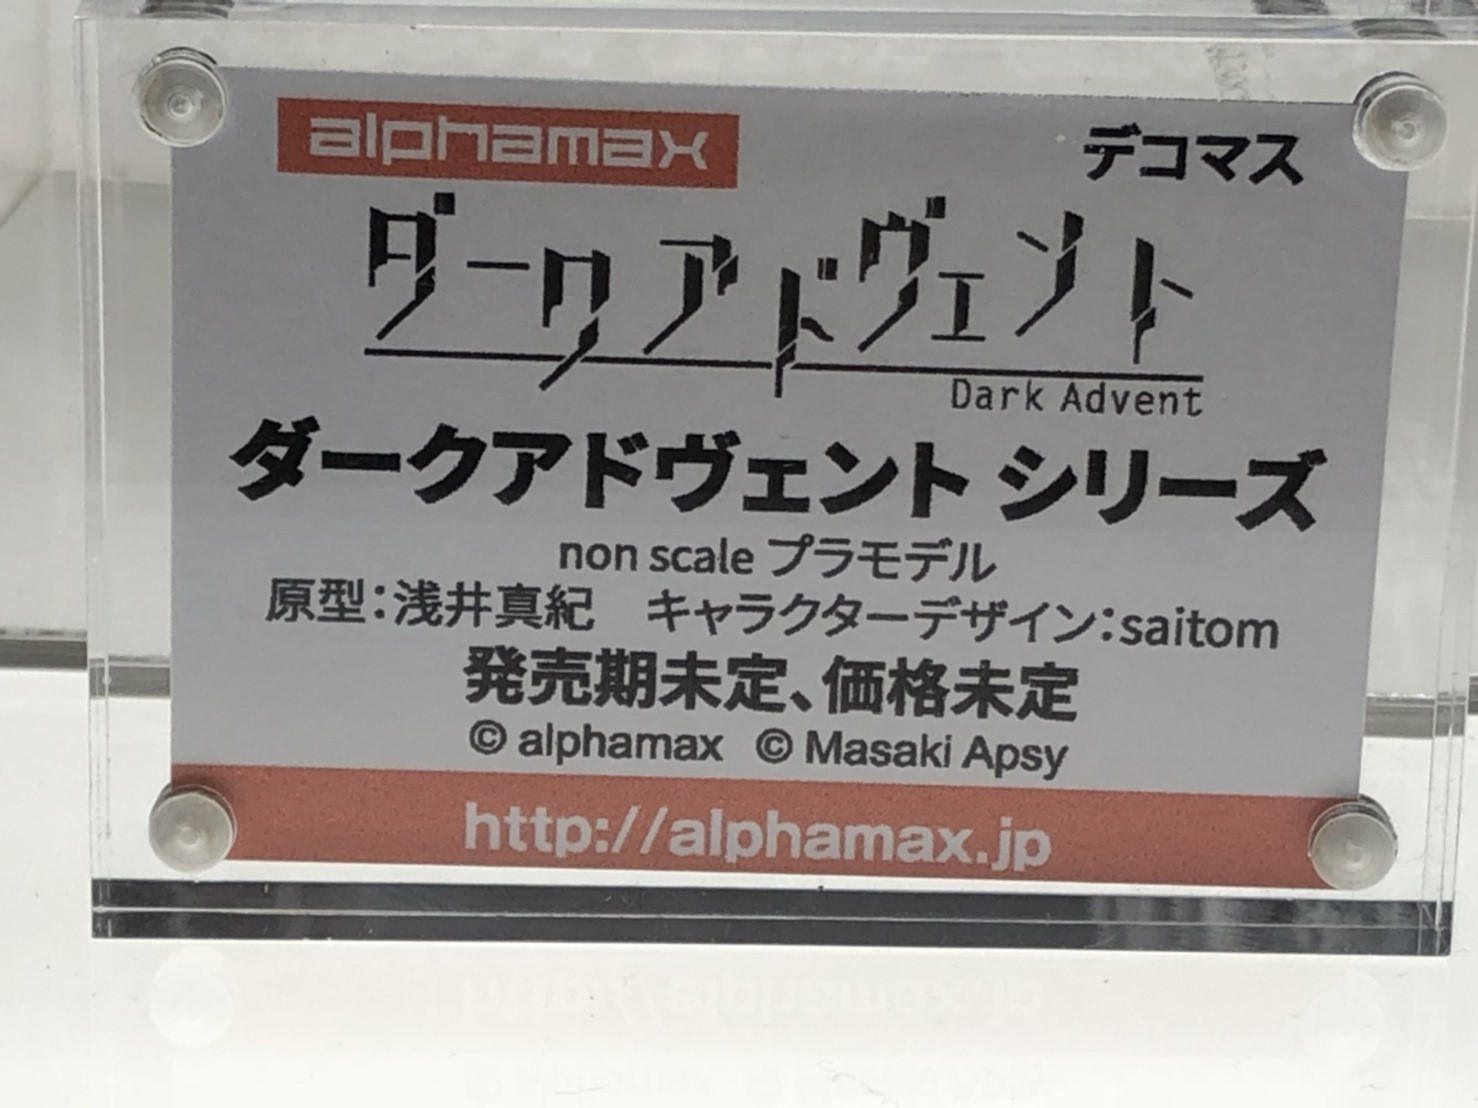 alphamax デコマス
ダークアドヴェント
Dark Advent
ダークアドヴェント シリーズ
non scale プラモデル
原型：浅井真紀　キャラクターデザイン：saitom
発売期未定、価格未定
© alphamax © Masaki Apsy
http://alphamax.jp